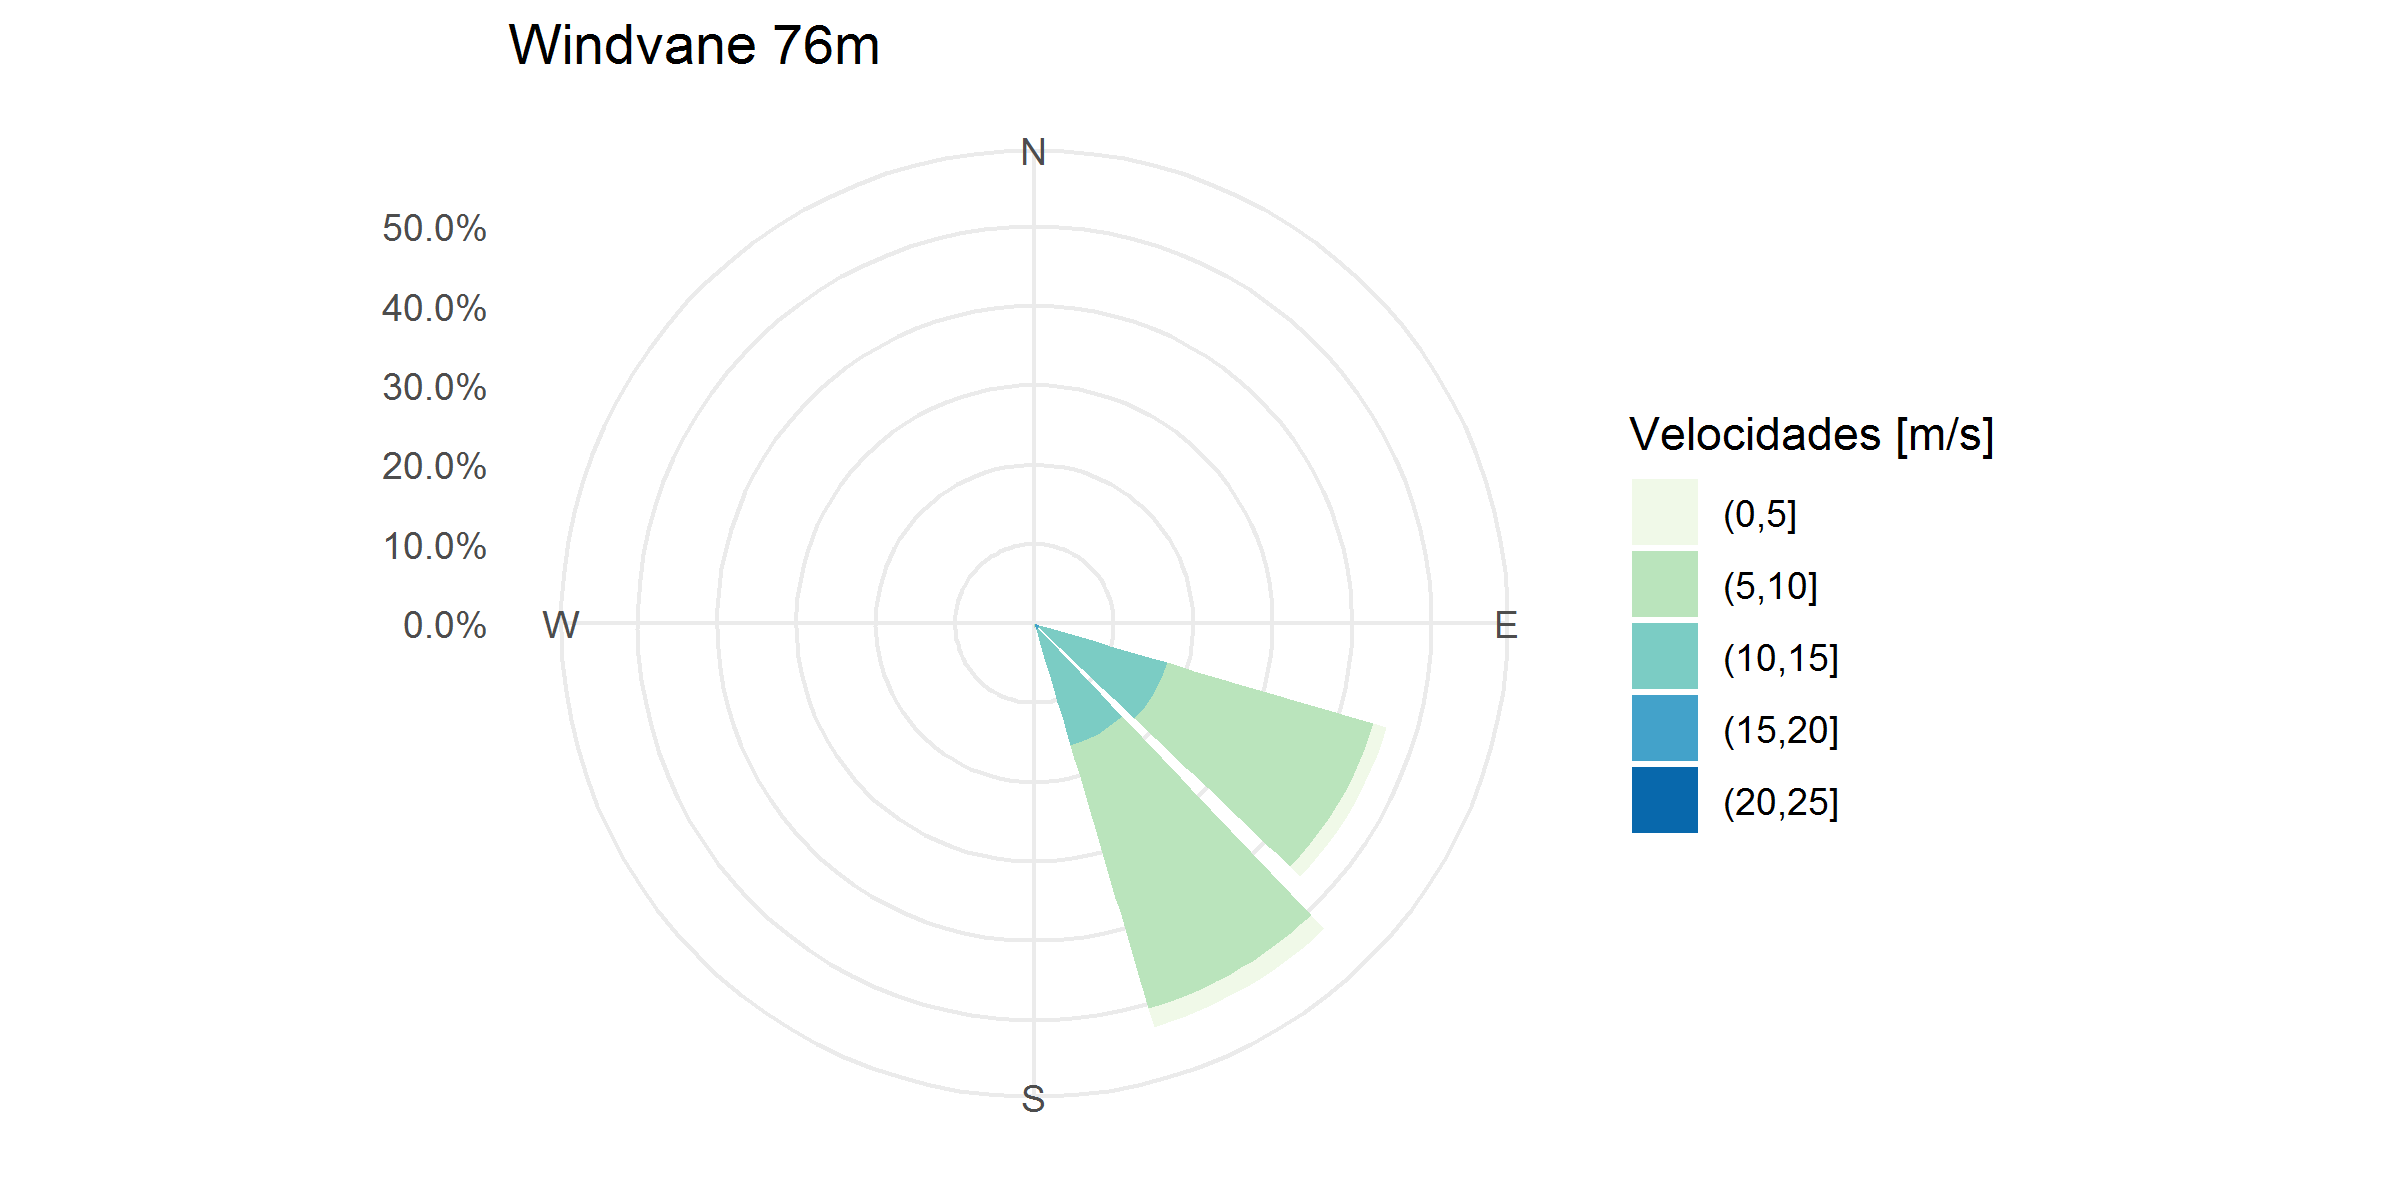 Windvane 76m
N
50.0%
40.0%
30.0%
20.0%
10.0%
0.0%
W
E
S
Velocidades [m/s]
(0,5]
(5,10]
(10,15]
(15,20]
(20,25]